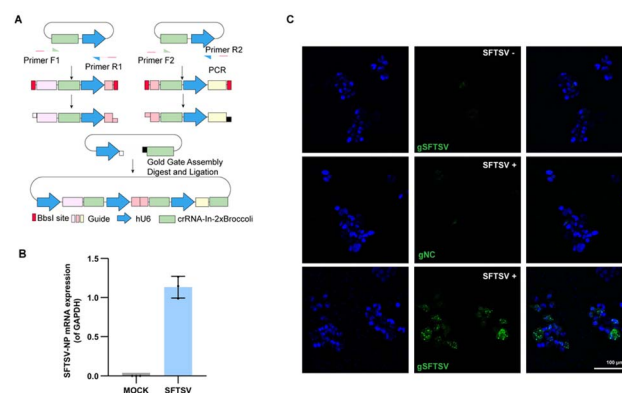 A
Primer F1
Primer R1
Primer F2
Primer R2
PCR
Gold Gate Assembly
Digest and Ligation
BbsI site
Guide
hU6
crRNA-In-2xBroccoli
B
SFTSV-NP mRNA expression
(of GAPDH)
1.5
1.0
0.5
0.0
MOCK
SFTSV
C
SFTSV -
gSFTSV
SFTSV +
gNC
SFTSV +
gSFTSV
100 μm